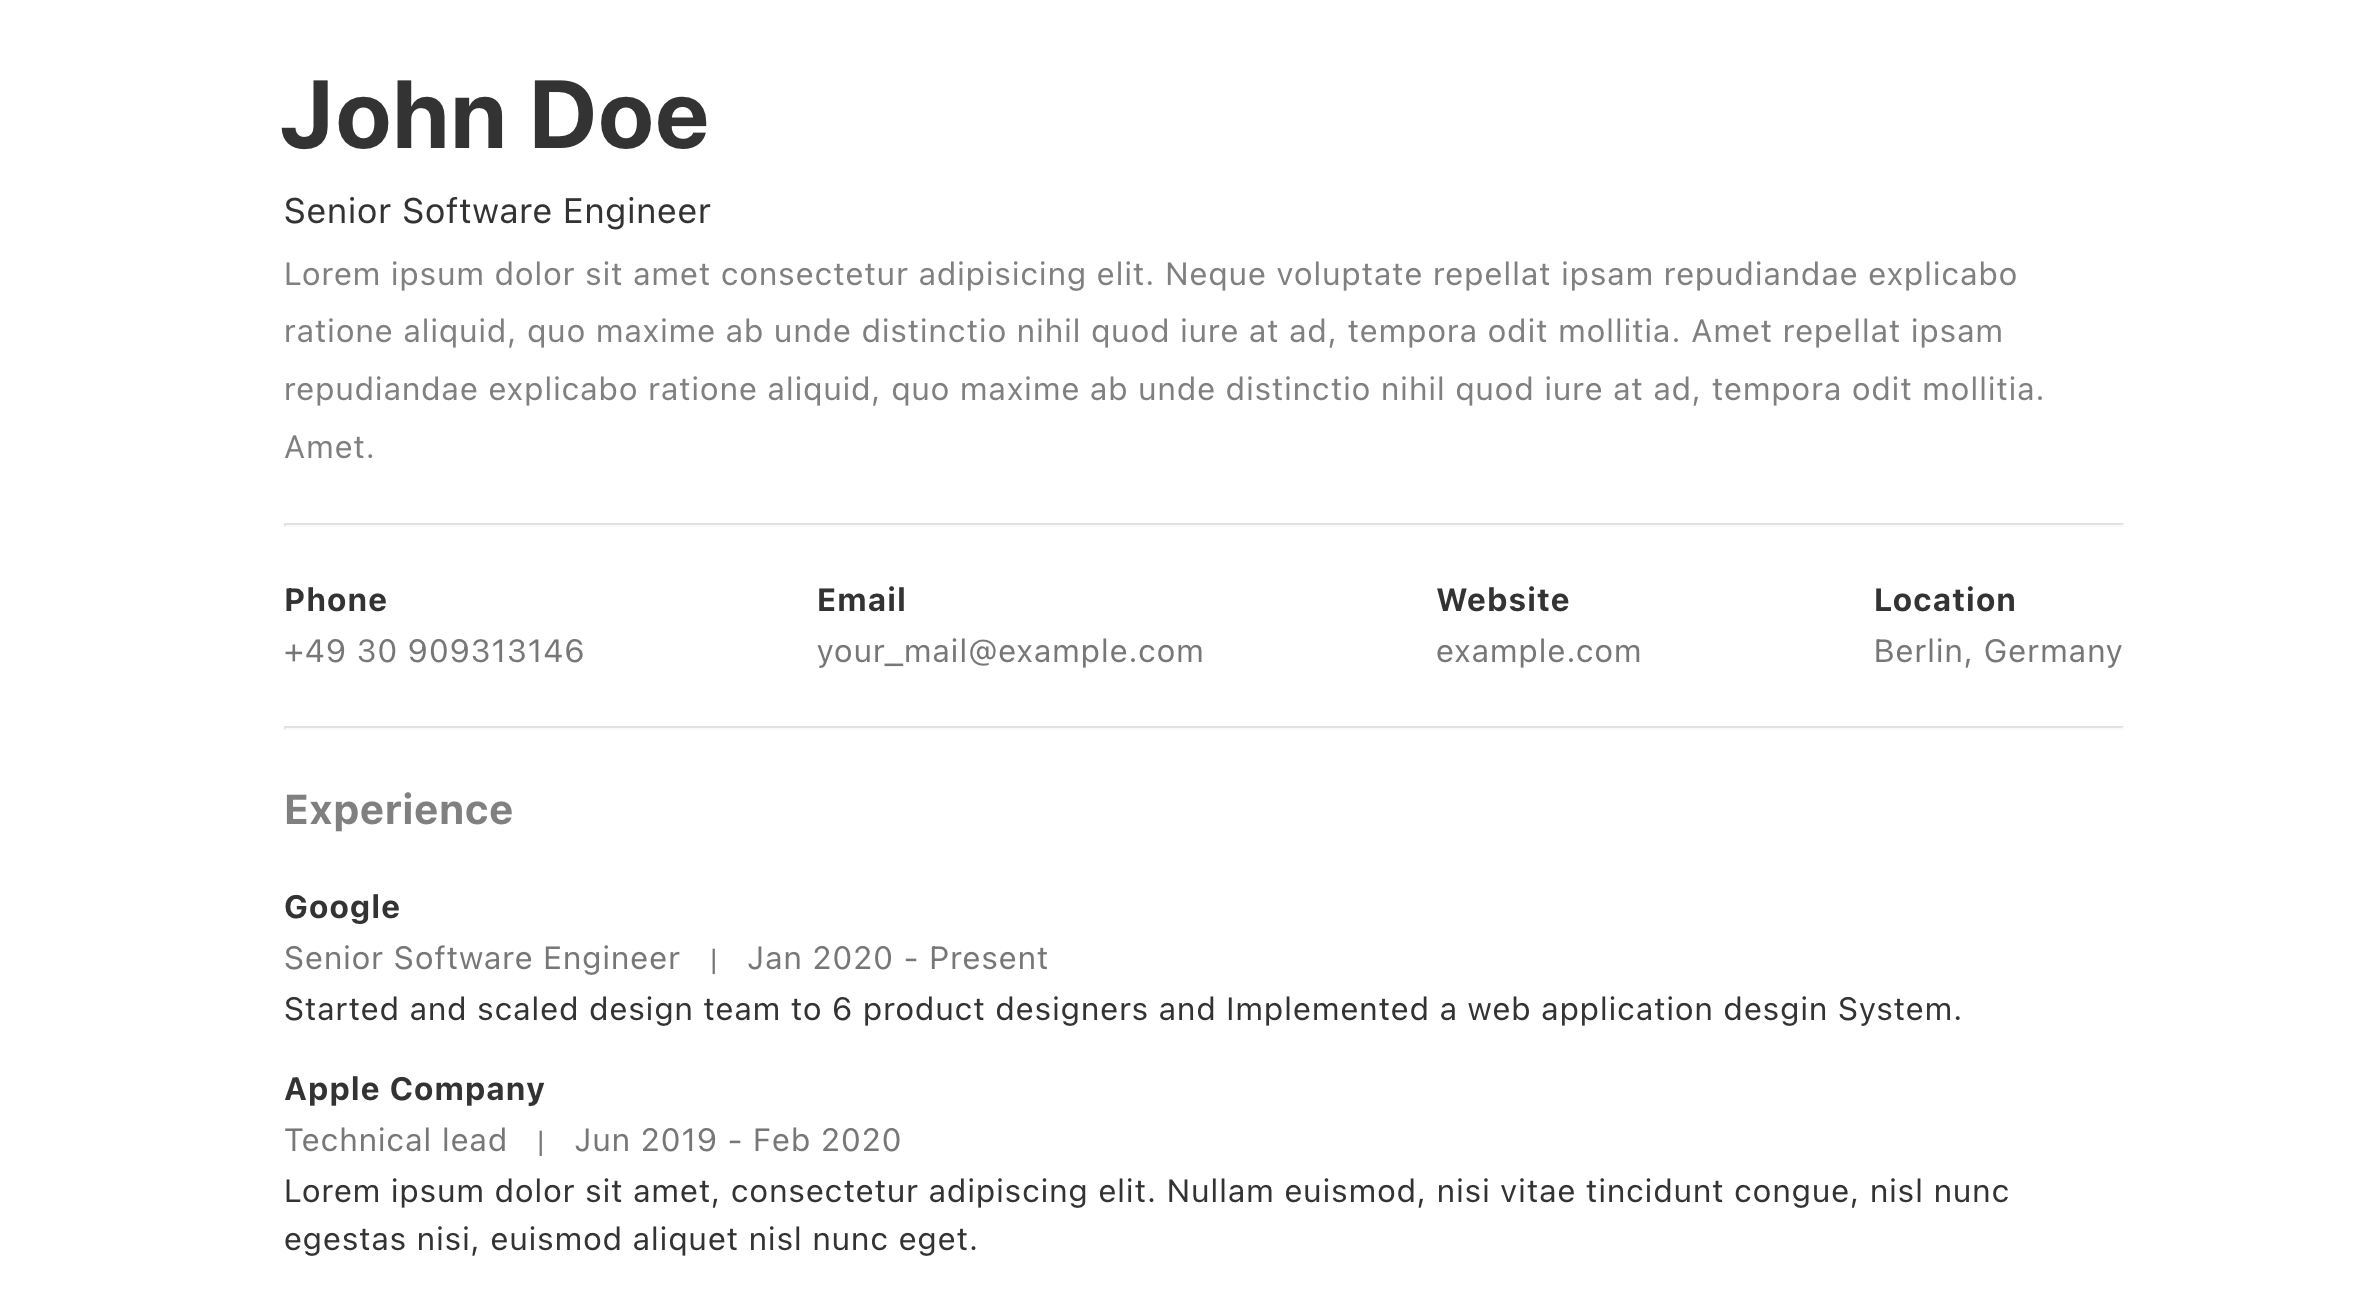 John Doe
Senior Software Engineer
Lorem ipsum dolor sit amet consectetur adipisicing elit. Neque voluptate repellat ipsam repudiandae explicabo
ratione aliquid, quo maxime ab unde distinctio nihil quod iure at ad, tempora odit mollitia. Amet repellat ipsam
repudiandae explicabo ratione aliquid, quo maxime ab unde distinctio nihil quod iure at ad, tempora odit mollitia.
Amet.
Phone Email Website Location
+49 30 909313146 your_mail@example.com example.com Berlin, Germany
Experience
Google
Senior Software Engineer | Jan 2020 - Present
Started and scaled design team to 6 product designers and Implemented a web application desgin System.
Apple Company
Technical lead | Jun 2019 - Feb 2020
Lorem ipsum dolor sit amet, consectetur adipiscing elit. Nullam euismod, nisi vitae tincidunt congue, nisl nunc
egestas nisi, euismod aliquet nisl nunc eget.